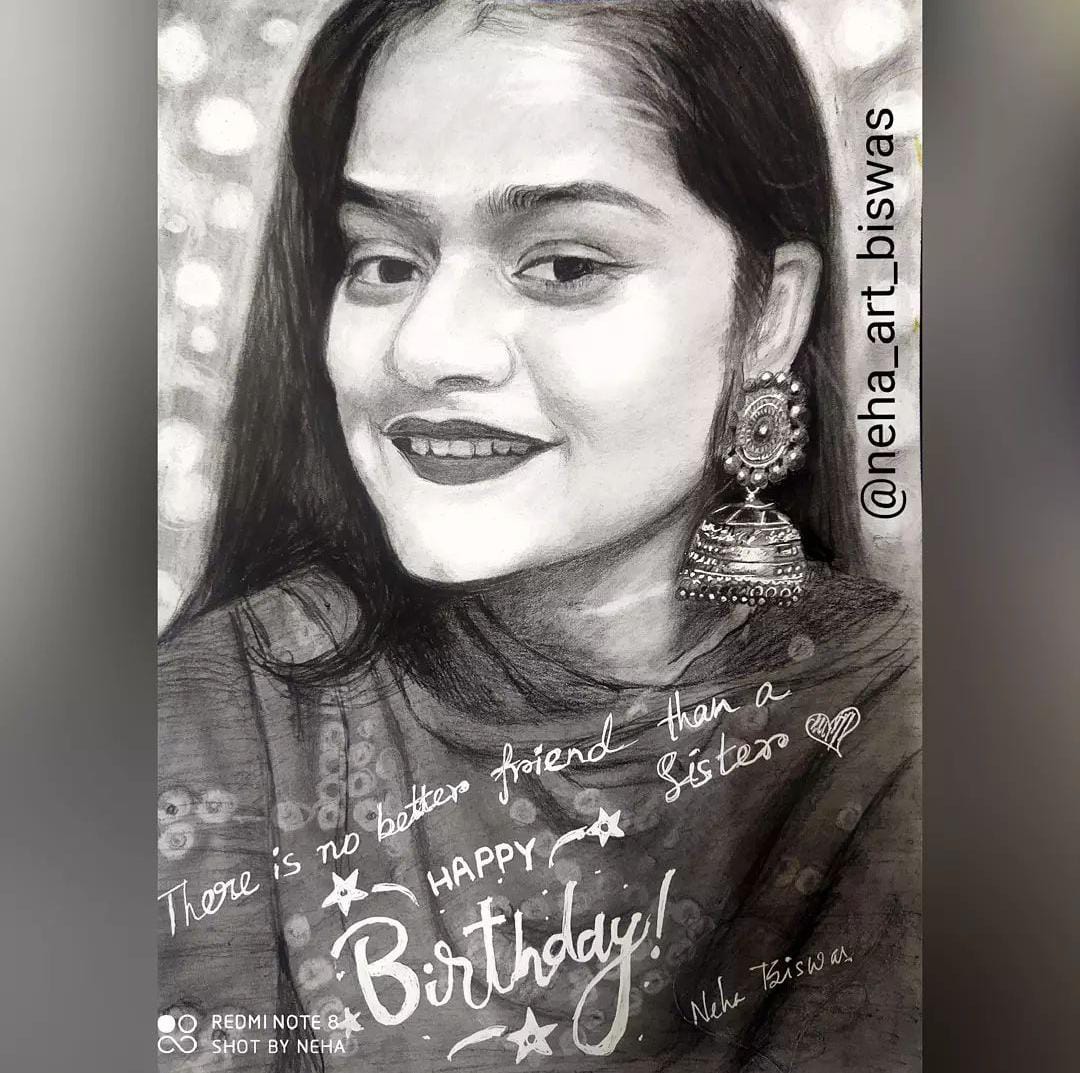 @neha_art_biswas
There is no better friend than a
Sister
HAPPY
Birthday!
Neha Biswas
REDMI NOTE 8
SHOT BY NEHA